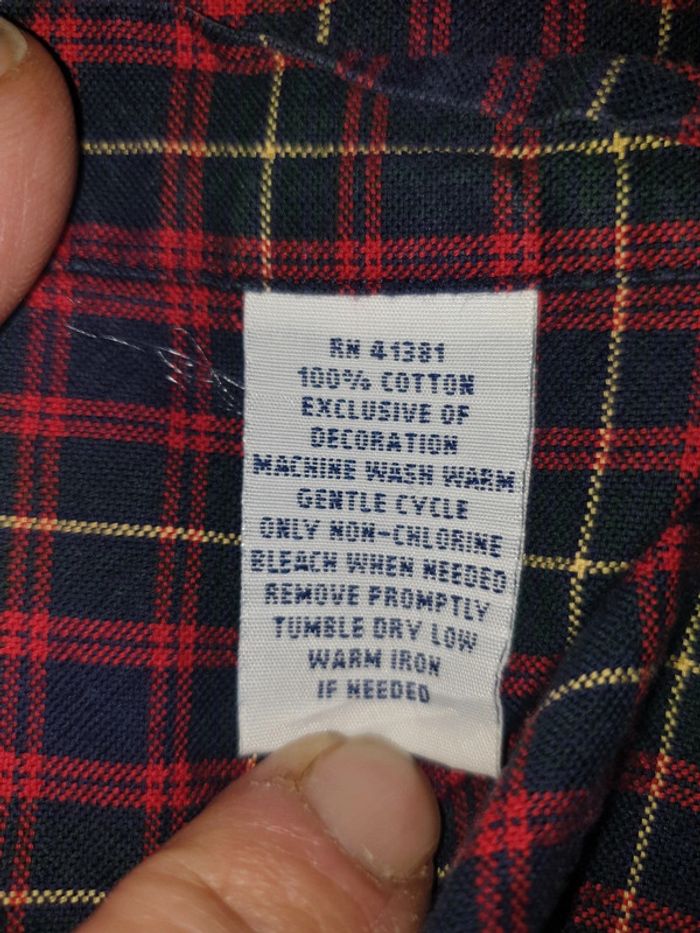 RN 41381
100% COTTON
EXCLUSIVE OF
DECORATION
MACHINE WASH WARM
GENTLE CYCLE
ONLY NON-CHLORINE
BLEACH WHEN NEEDED
REMOVE PROMPTLY
TUMBLE DRY LOW
WARM IRON
IF NEEDED